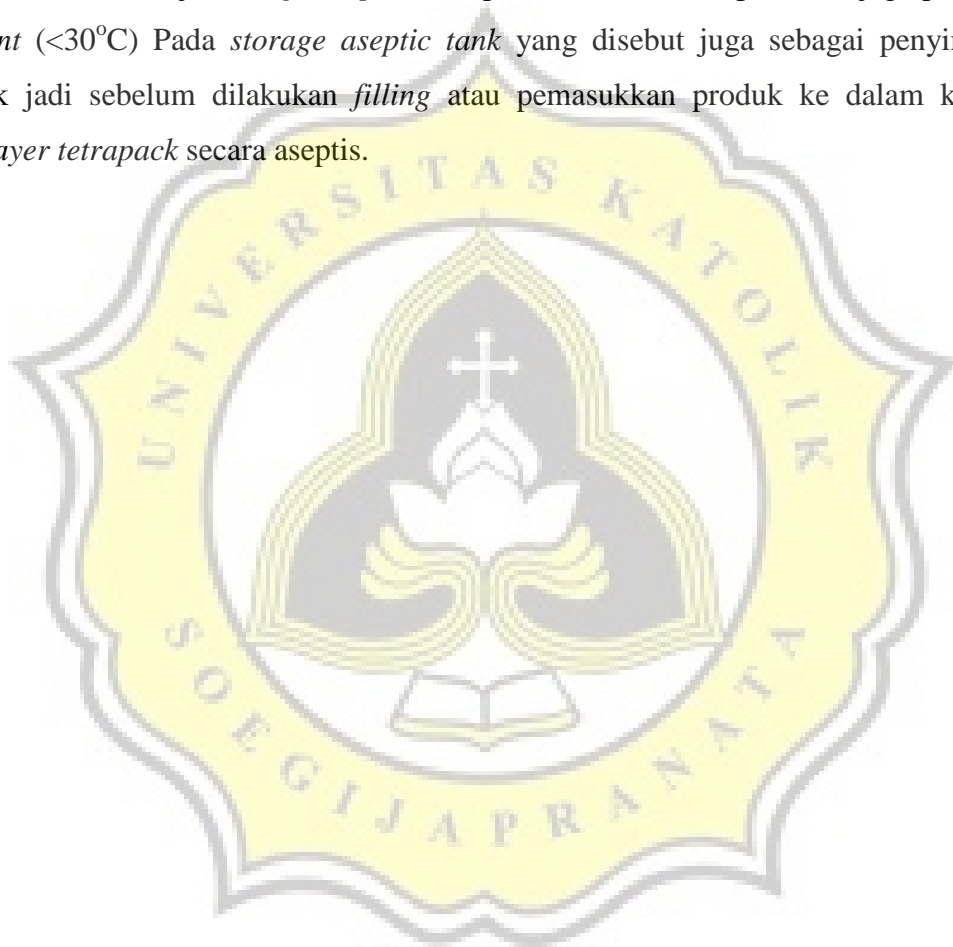 nt (<30°C) Pada storage aseptic tank yang disebut juga sebagai penyi
k jadi sebelum dilakukan filling atau pemasukkan produk ke dalam k
ayer tetrapack secara aseptis.
UNIVERSITAS KATOLIK
SOEGIJAPRANATA